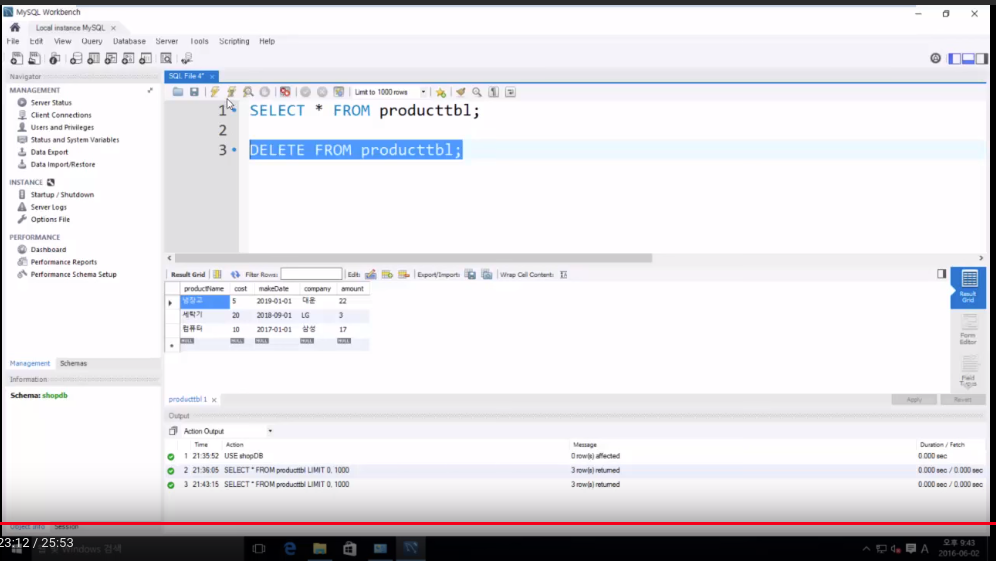 MySQL Workbench
Local instance MySQL ×
File Edit View Query Database Server Tools Scripting Help
Navigator
MANAGEMENT
Server Status
Client Connections
Users and Privileges
Status and System Variables
Data Export
Data Import/Restore
INSTANCE
Startup / Shutdown
Server Logs
Options File
PERFORMANCE
Dashboard
Performance Reports
Performance Schema Setup
Management Schemas
Information
Schema: shopdb
Object Info Session
SQL File 4* ×
Limit to 1000 rows
1 SELECT * FROM producttbl;
2
3 DELETE FROM producttbl;
Result Grid Filter Rows: Edit: Export/Import: Wrap Cell Content:
productName cost makeDate company amount
냉장고 5 2019-01-01 대우 22
세탁기 20 2018-09-01 LG 3
컴퓨터 10 2017-01-01 삼성 17
NULL NULL NULL NULL NULL
Result Grid
Form Editor
Field Types
producttbl 1 ×
Apply Revert
Output
Action Output
Time Action Message Duration / Fetch
1 21:35:52 USE shopDB 0 row(s) affected 0.000 sec
2 21:36:05 SELECT * FROM producttbl LIMIT 0, 1000 3 row(s) returned 0.000 sec / 0.000 sec
3 21:43:15 SELECT * FROM producttbl LIMIT 0, 1000 3 row(s) returned 0.000 sec / 0.000 sec
23:12 / 25:53
Windows 검색
A
오후 9:43
2016-06-02